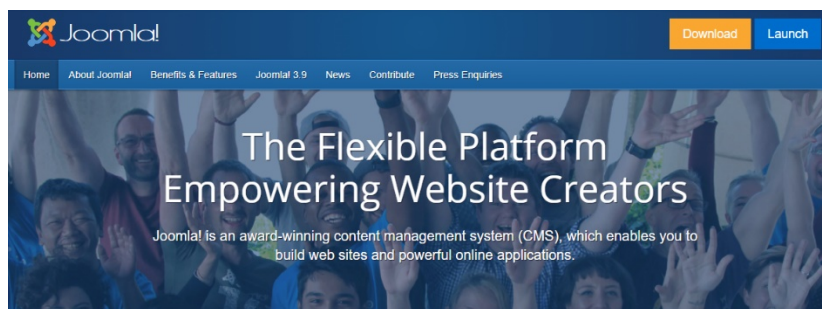 Joomla!
Download
Launch
Home
About Joomla!
Benefits & Features
Joomla! 3.9
News
Contribute
Press Enquiries
The Flexible Platform
Empowering Website Creators
Joomla! is an award-winning content management system (CMS), which enables you to
build web sites and powerful online applications.